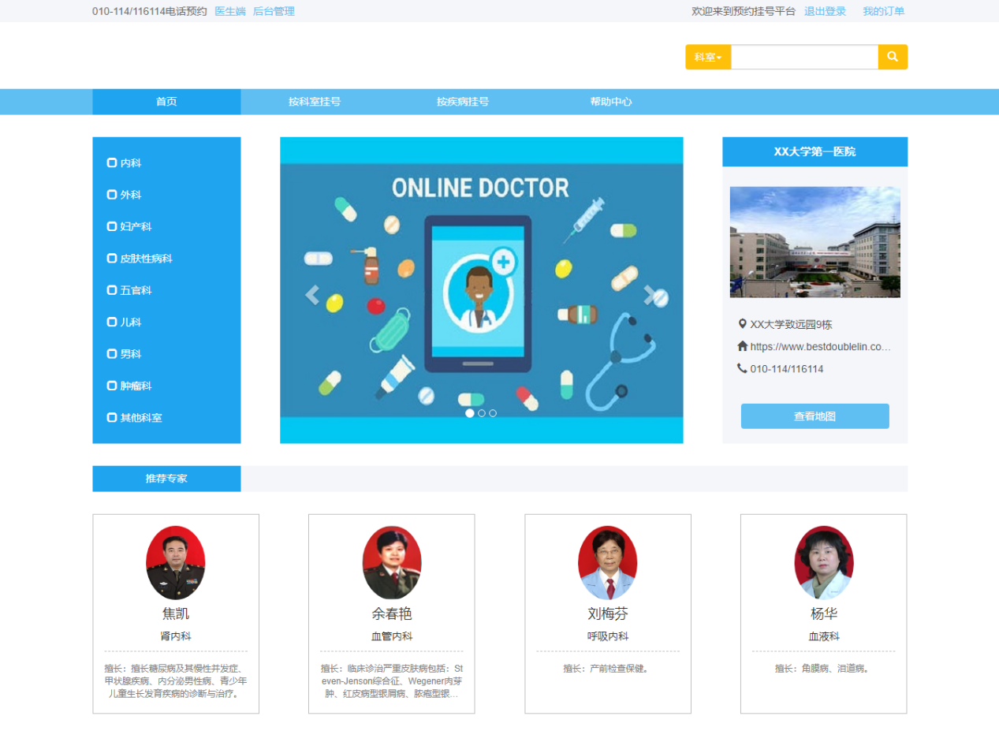 010-114/116114电话预约 医生端 后台管理
欢迎来到预约挂号平台 退出登录 我的订单
科室
首页 按科室挂号 按疾病挂号 帮助中心
内科
外科
妇产科
皮肤性病科
五官科
儿科
男科
肿瘤科
其他科室
ONLINE DOCTOR
XX大学第一医院
XX大学致远园9栋
https://www.bestdoublelin.co...
010-114/116114
查看地图
推荐专家
焦凯
肾内科
擅长：擅长糖尿病及其慢性并发症、
甲状腺疾病、内分泌男性病、青少年
儿童生长发育疾病的诊断与治疗。
余春艳
血管内科
擅长：临床诊治严重皮肤病包括：St
even-Jenson综合征、Wegener肉芽
肿、红皮病型银屑病、脓疱型银...
刘梅芬
呼吸内科
擅长：产前检查保健。
杨华
血液科
擅长：角膜病、泪道病。